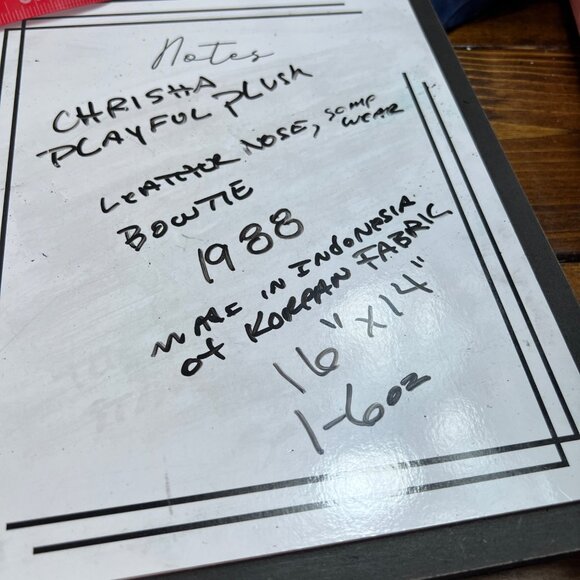 Notes
CHRISHA
PLAYFUL PLUSH
LEATHER NOSE, SOME WEAR
BOWTIE
1988
MADE IN INDONESIA
of KOREAN FABRIC
16" x 14"
1-6oz